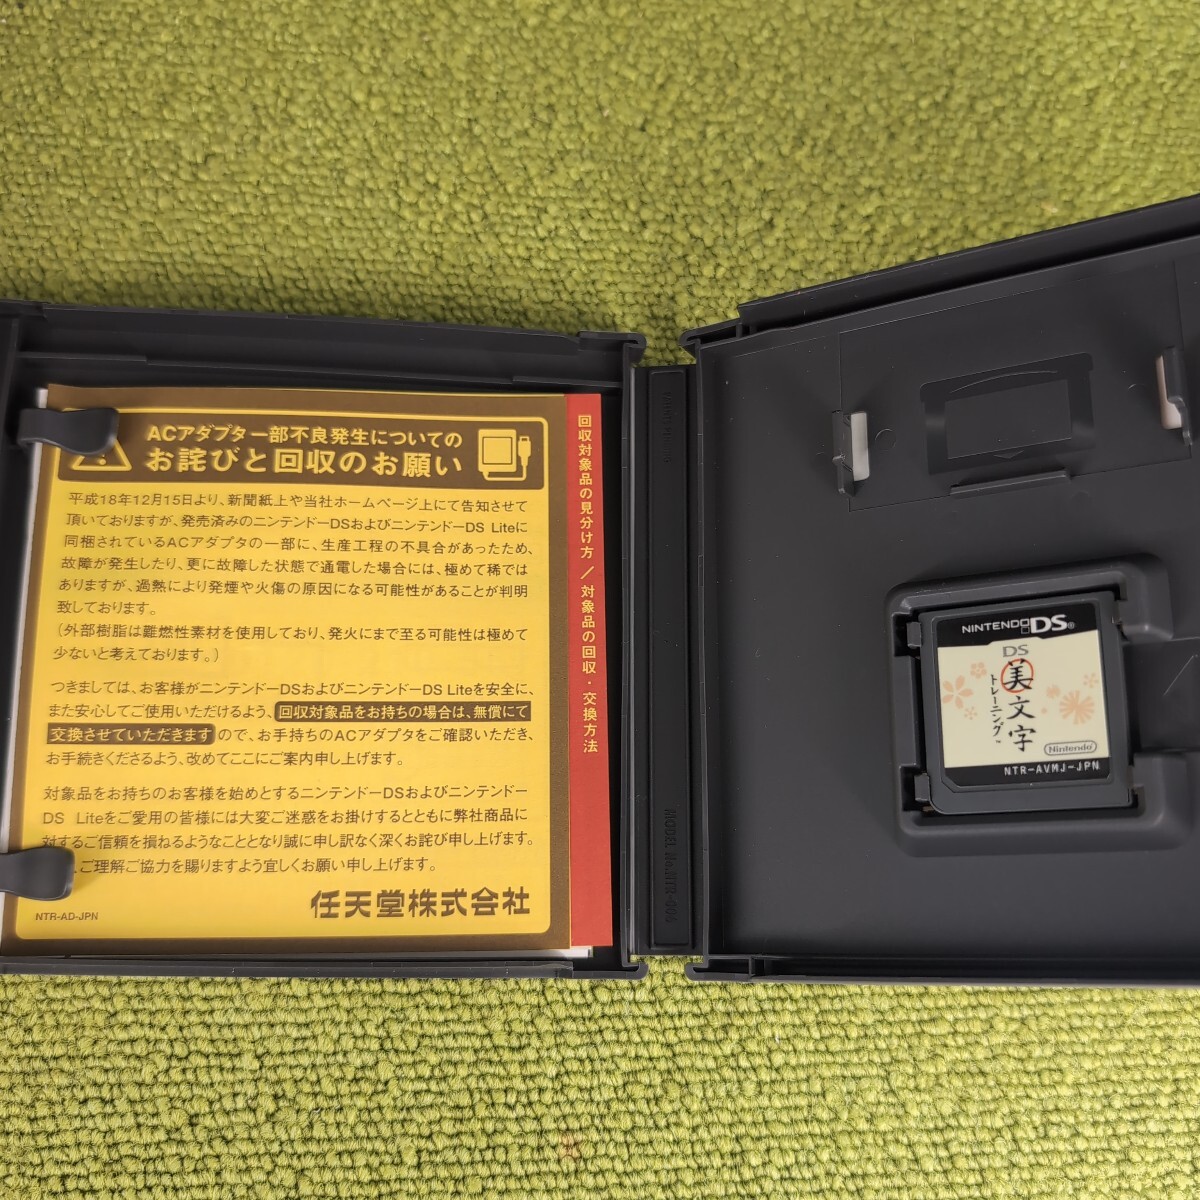 ACアダプター一部不良発生についての
お詫びと回収のお願い
平成18年12月15日より、新聞紙上や当社ホームページ上にて告知させて
頂いておりますが、発売済みのニンテンドーDSおよびニンテンドーDS Liteに
同梱されているACアダプタの一部に、生産工程の不具合があったため、
故障が発生したり、更に故障した状態で通電した場合には、極めて稀では
ありますが、過熱により発煙や火傷の原因になる可能性があることが判明
致しております。
（外部樹脂は難燃性素材を使用しており、発火にまで至る可能性は極めて
少ないと考えております。）
つきましては、お客様がニンテンドーDSおよびニンテンドーDS Liteを安全に、
また安心してご使用いただけるよう、回収対象品をお持ちの場合は、無償にて
交換させていただきますので、お手持ちのACアダプタをご確認いただき、
お手続きくださるよう、改めてここにご案内申し上げます。
対象品をお持ちのお客様を始めとするニンテンドーDSおよびニンテンドー
DS Liteをご愛用の皆様には大変ご迷惑をお掛けするとともに弊社商品に
対するご信頼を損ねるようなこととなり誠に申し訳なく深くお詫び申し上げます。
、ご理解ご協力を賜りますよう宜しくお願い申し上げます。
任天堂株式会社
NTR-AD-JPN
回収対象品の見分け方／対象品の回収・交換方法
MODEL No.NTR-004
NINTENDO DS®
DS
美文字
トレーニング™
Nintendo
NTR-AVMJ-JPN